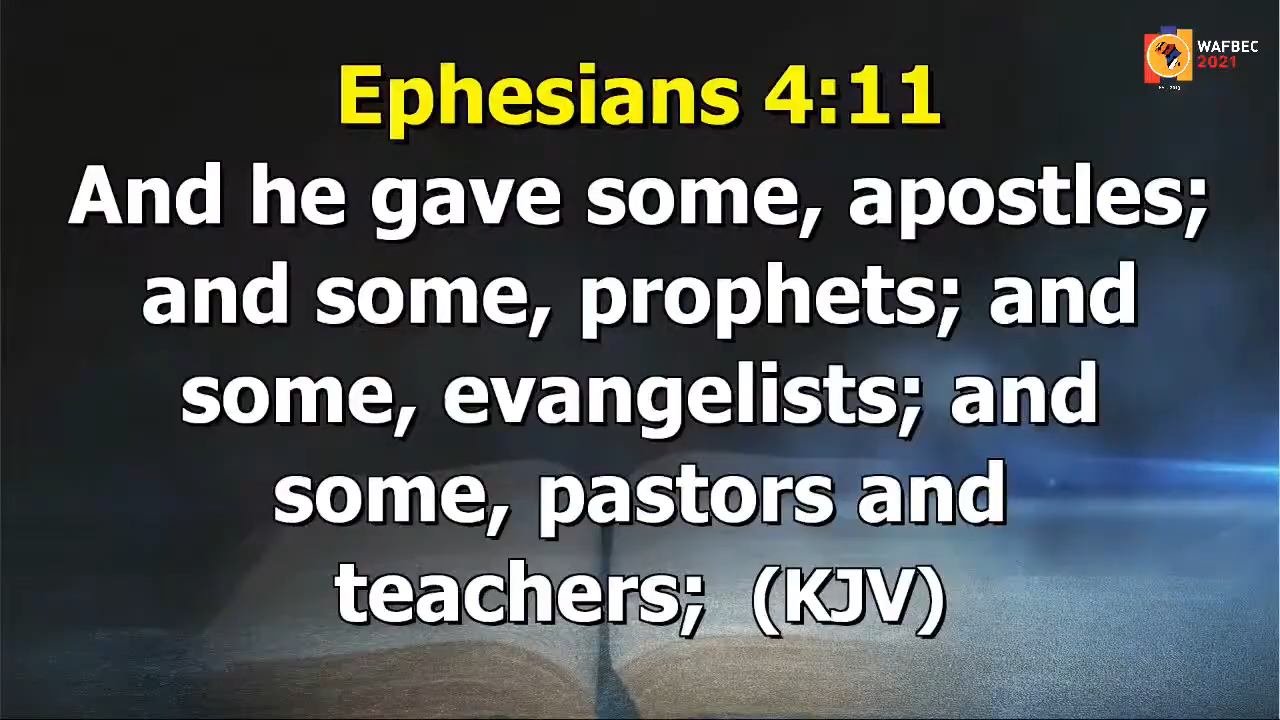 WAFBEC
2021
Ephesians 4:11
And he gave some, apostles;
and some, prophets; and
some, evangelists; and
some, pastors and
teachers; (KJV)